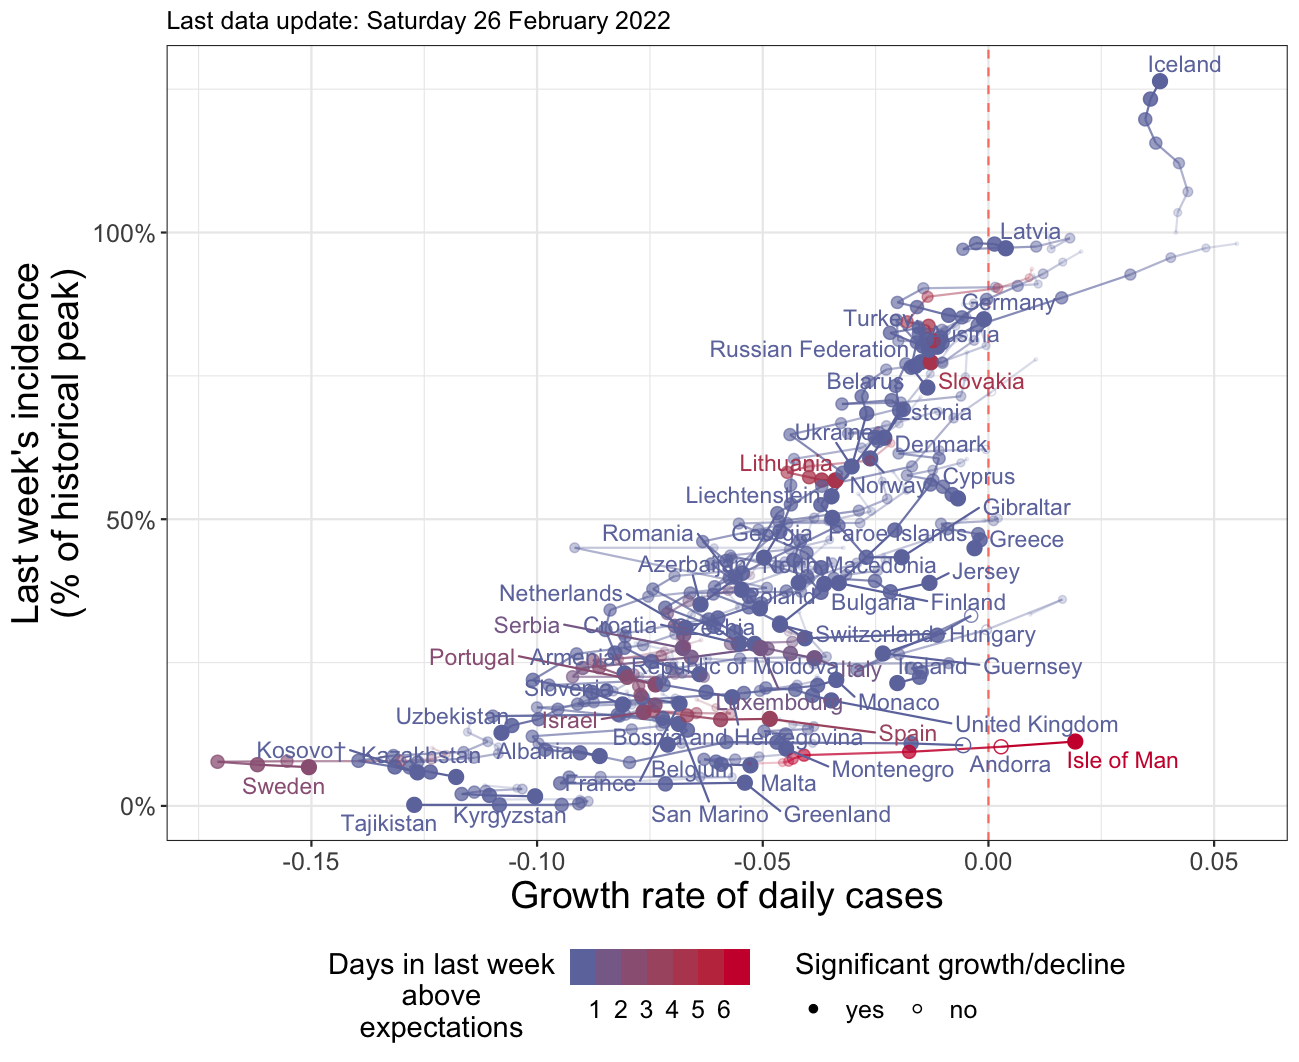 Last data update: Saturday 26 February 2022
Iceland
100%
Latvia
Germany
Turkey
Austria
Russian Federation
Belarus
Slovakia
Estonia
Ukraine
Denmark
Lithuania
Norway
Cyprus
Liechtenstein
Gibraltar
50%
Romania
Georgia
Faroe Islands
Greece
Azerbaijan
North Macedonia
Jersey
Netherlands
Poland
Bulgaria
Finland
Serbia
Croatia
Czechia
Switzerland
Hungary
Portugal
Armenia
Republic of Moldova
Italy
Ireland
Guernsey
Slovenia
Luxembourg
Monaco
Uzbekistan
Israel
United Kingdom
Bosnia and Herzegovina
Spain
Kosovo†
Kazakhstan
Albania
Belgium
Montenegro
Andorra
Isle of Man
Sweden
France
Malta
0%
Tajikistan
Kyrgyzstan
San Marino
Greenland
-0.15
-0.10
-0.05
0.00
0.05
Growth rate of daily cases
Last week's incidence
(% of historical peak)
Days in last week
above
expectations
1 2 3 4 5 6
Significant growth/decline
yes
no